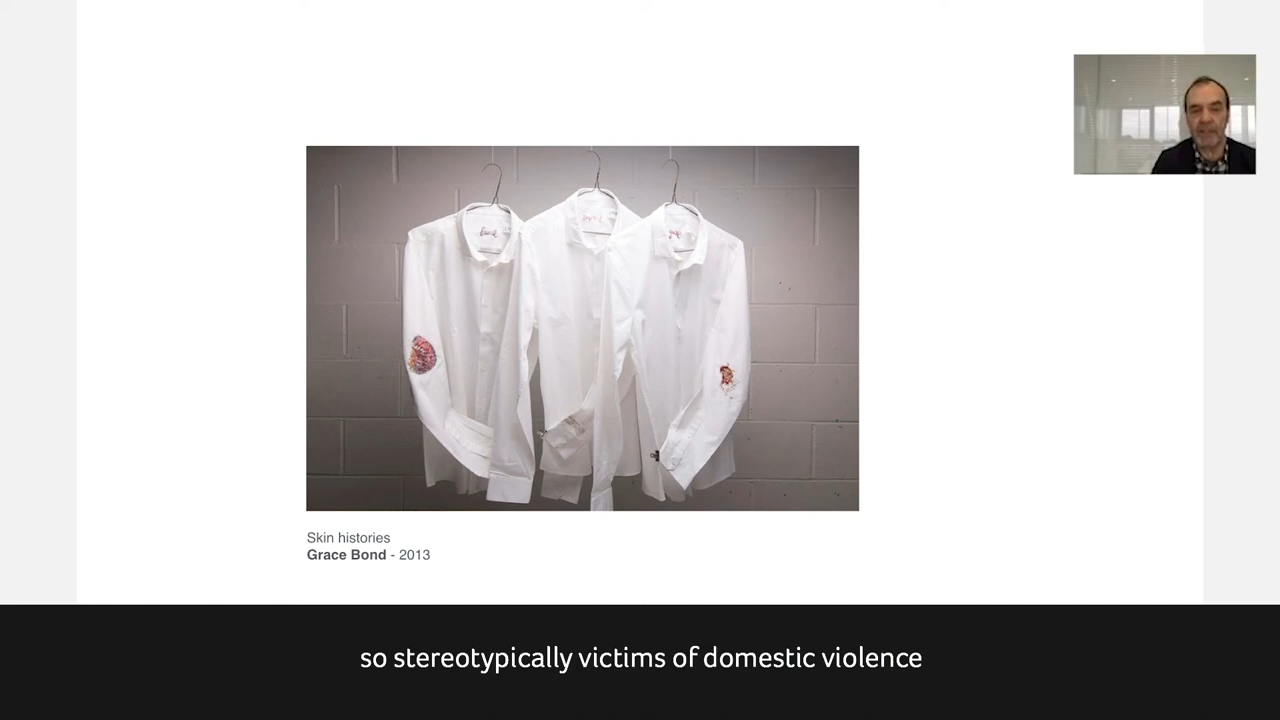 Skin histories
Grace Bond - 2013
so stereotypically victims of domestic violence